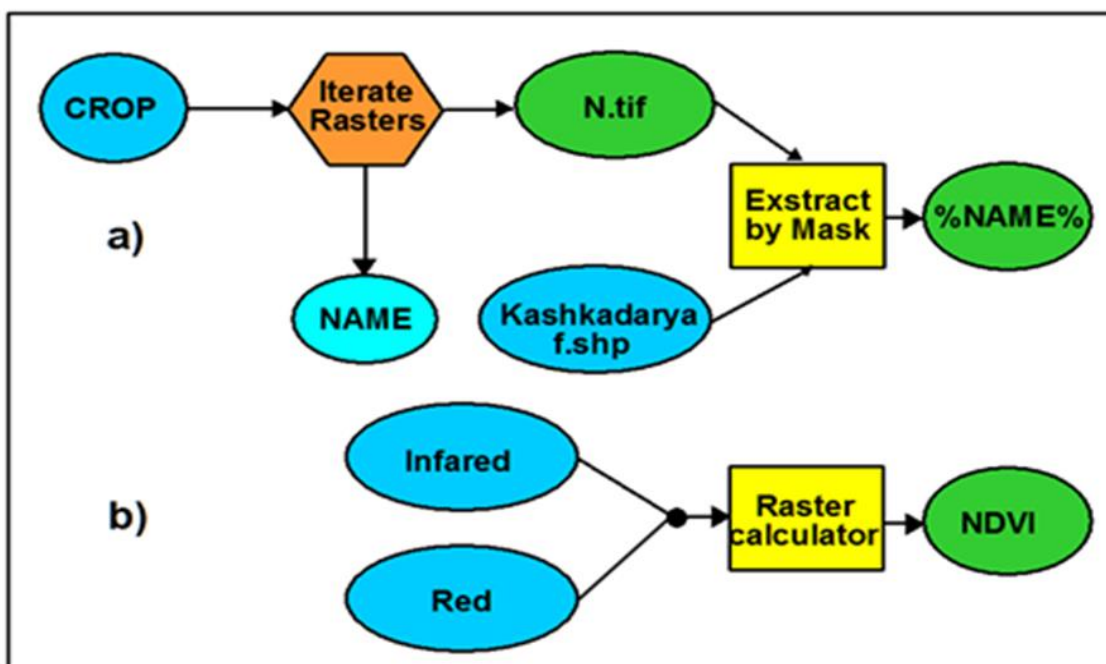 CROP
Iterate
Rasters
N.tif
Exstract
by Mask
%NAME%
a)
NAME
Kashkadarya
f.shp
Infared
b)
Raster
calculator
NDVI
Red